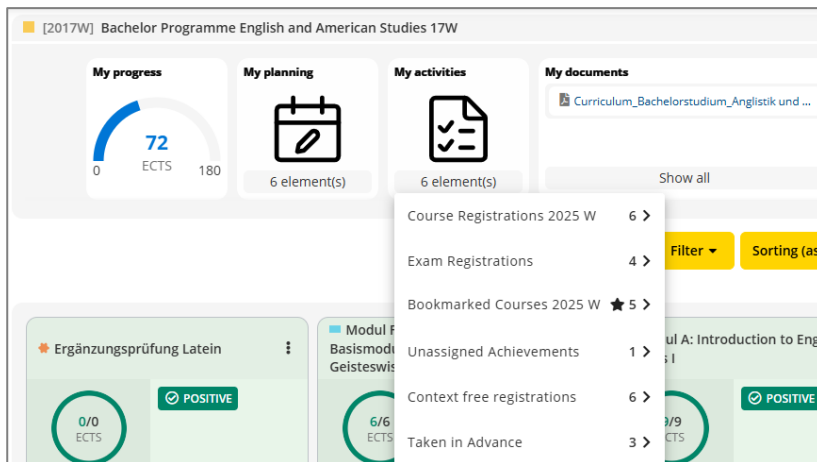 [2017W] Bachelor Programme English and American Studies 17W
My progress
72
ECTS
0
180
My planning
6 element(s)
My activities
6 element(s)
My documents
Curriculum_Bachelorstudium_Anglistik und ...
Show all
Course Registrations 2025 W 6
Exam Registrations 4
Bookmarked Courses 2025 W 5
Unassigned Achievements 1
Context free registrations 6
Taken in Advance 3
Filter
Sorting (as
Ergänzungsprüfung Latein
0/0
ECTS
POSITIVE
Modul
Basismodu
Geisteswis
6/6
ECTS
ul A: Introduction to Eng
s I
9/9
ECTS
POSITIVE